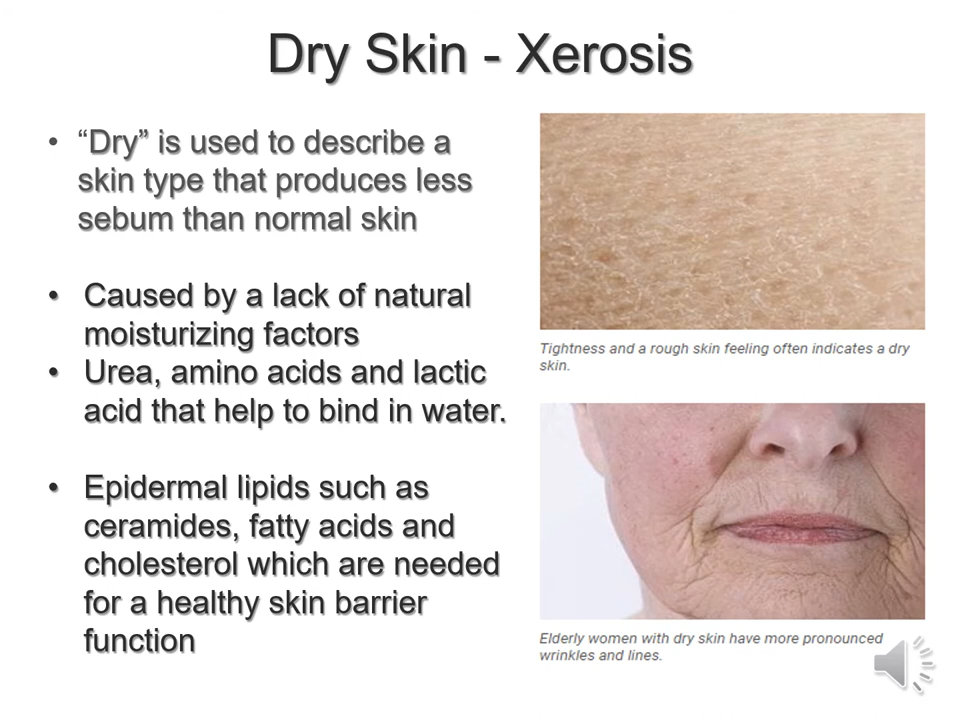 Dry Skin - Xerosis
• “Dry” is used to describe a
skin type that produces less
sebum than normal skin
• Caused by a lack of natural
moisturizing factors
• Urea, amino acids and lactic
acid that help to bind in water.
• Epidermal lipids such as
ceramides, fatty acids and
cholesterol which are needed
for a healthy skin barrier
function
Tightness and a rough skin feeling often indicates a dry
skin.
Elderly women with dry skin have more pronounced
wrinkles and lines.